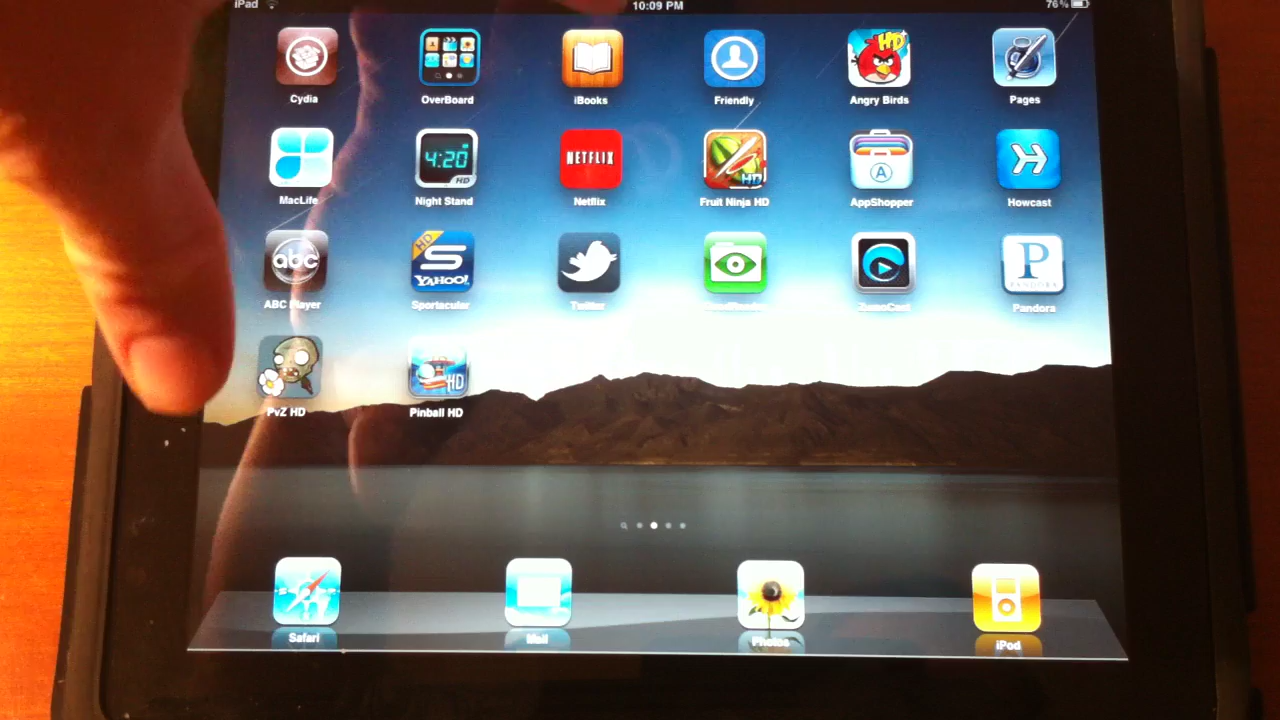 iPad 10:09 PM 76%
HD
Cydia OverBoard iBooks Friendly Angry Birds Pages
4:20 HD NETFLIX HD A
MacLife Night Stand Netflix Fruit Ninja HD AppShopper Howcast
abc HD S YAHOO! P PANDORA
ABC Player Sportacular Twitter Pandora
HD
PvZ HD Pinball HD
Safari Mail Photos iPod